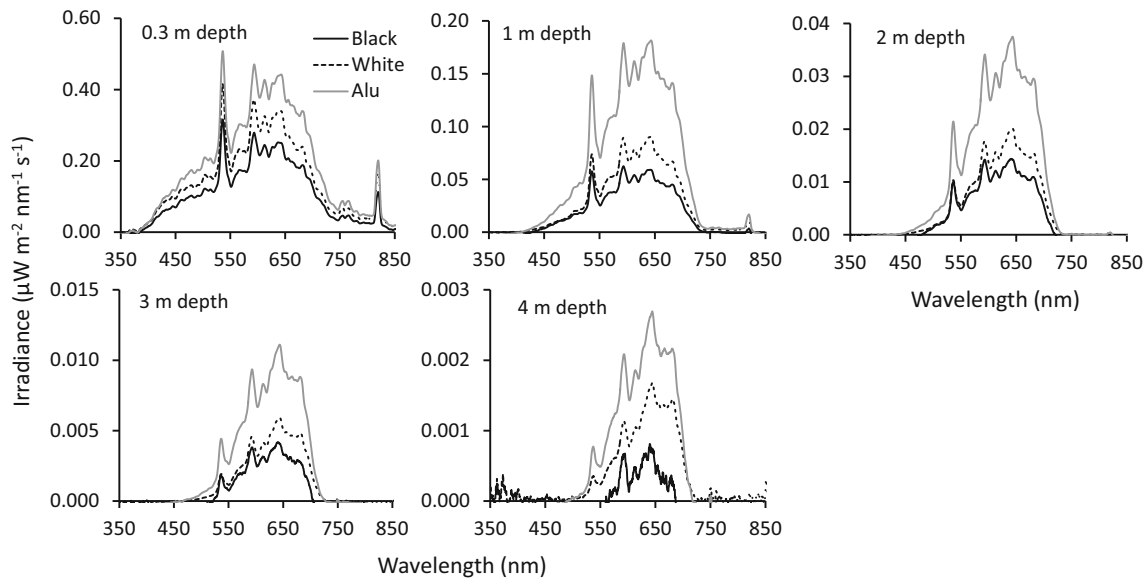 0.3 m depth
Black
White
Alu
0.60
0.40
0.20
0.00
350 450 550 650 750 850
1 m depth
0.20
0.15
0.10
0.05
0.00
350 450 550 650 750 850
2 m depth
0.04
0.03
0.02
0.01
0.00
350 450 550 650 750 850
Wavelength (nm)
Irradiance (µW m⁻² nm⁻¹ s⁻¹)
3 m depth
0.015
0.010
0.005
0.000
350 450 550 650 750 850
4 m depth
0.003
0.002
0.001
0.000
350 450 550 650 750 850
Wavelength (nm)